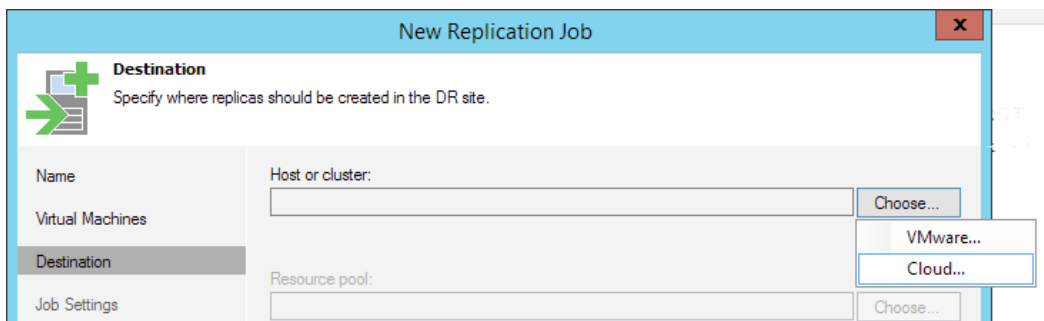 New Replication Job
x
Destination
Specify where replicas should be created in the DR site.
Name
Host or cluster:
Choose...
Virtual Machines
VMware...
Destination
Cloud...
Resource pool:
Job Settings
Choose...